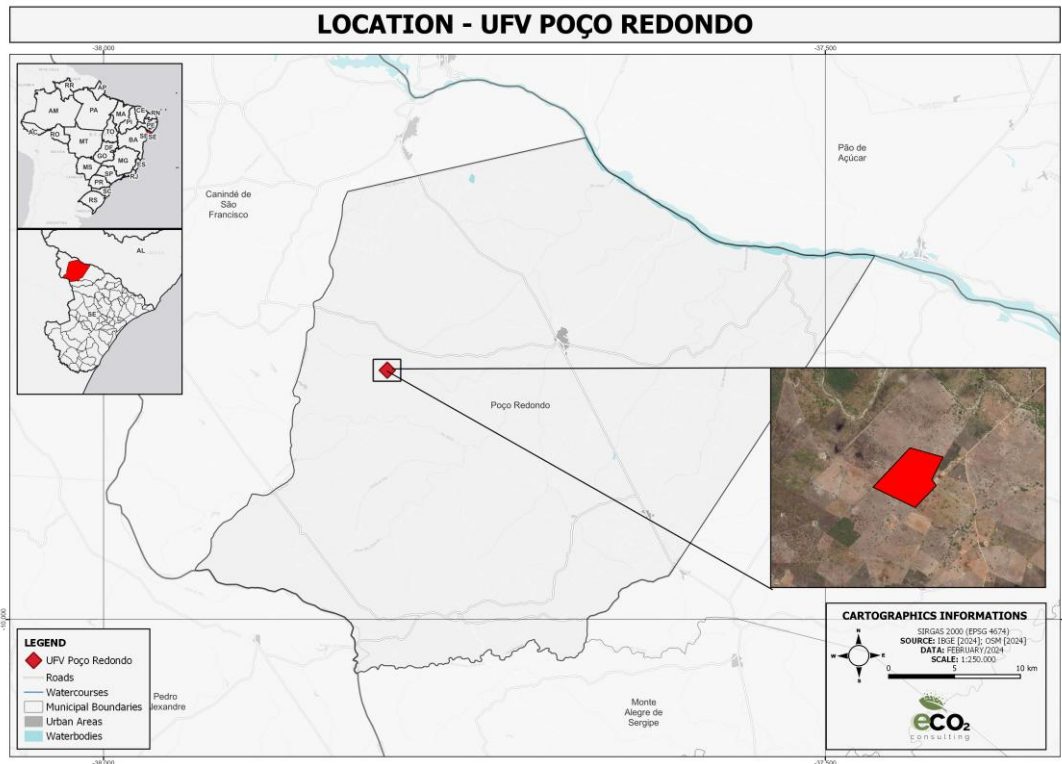 LOCATION - UFV POÇO REDONDO
-38,000
-37,500
RR
AP
AM
PA
MA
CE
RN
PI
PE
AC
RO
TO
SE
SE
MT
BA
DF
GO
MG
MS
ES
SP
RJ
PR
SC
RS
AL
SE
Canindé de
São
Francisco
Pão de
Açúcar
Poço Redondo
-10,000
LEGEND
UFV Poço Redondo
Roads
Watercourses
Municipal Boundaries
Urban Areas
Waterbodies
Pedro
Alexandre
Monte
Alegre de
Sergipe
CARTOGRAPHICS INFORMATIONS
SIRGAS 2000 (EPSG 4674)
SOURCE: IBGE [2024]; OSM [2024]
DATA: FEBRUARY/2024
SCALE: 1:250.000
N
W
E
S
0 5 10 km
eCO₂
consulting
-38,000
-37,500